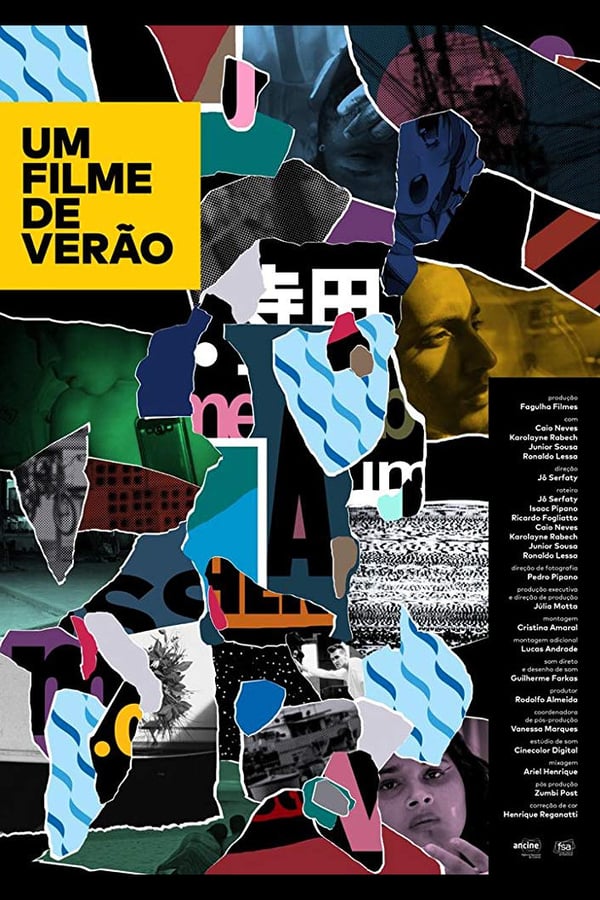 UM
FILME
DE
VERÃO
寺田
me
um
A
produção
Fagulha Filmes
com
Caio Neves
Karolayne Rabech
Junior Sousa
Ronaldo Lessa
direção
Jô Serfaty
roteiro
Jô Serfaty
Isaac Pipano
Ricardo Fogliatto
Caio Neves
Karolayne Rabech
Junior Sousa
Ronaldo Lessa
direção de fotografia
Pedro Pipano
produção executiva
e direção de produção
Júlia Motta
montagem
Cristina Amaral
montagem adicional
Lucas Andrade
som direto
e desenho de som
Guilherme Farkas
produtor
Rodolfo Almeida
coordenadora
de pós-produção
Vanessa Marques
estúdio de som
Cinecolor Digital
mixagem
Ariel Henrique
pós produção
Zumbi Post
correção de cor
Henrique Reganatti
ancine
fsa